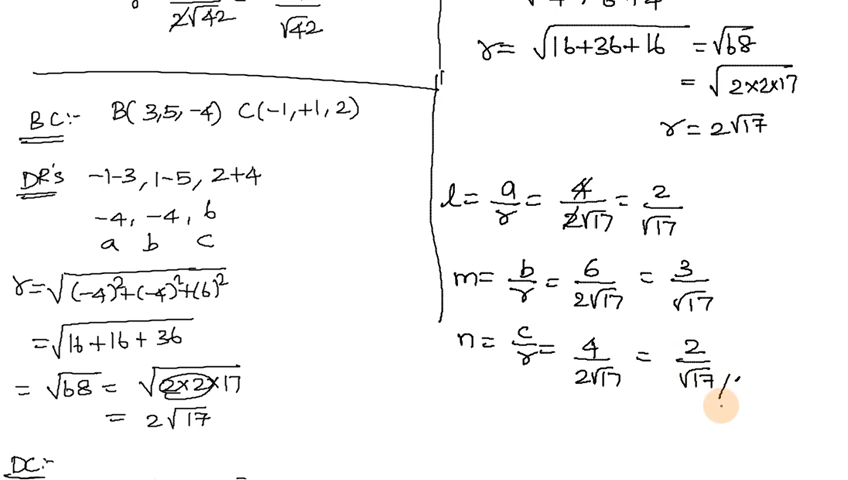 2√42 √42
BC:- B(3,5,-4) C(-1,+1,2)
DR's -1-3, 1-5, 2+4
-4, -4, 6
a b c
r=√((-4)²+(-4)²+(6)²)
=√(16+16+36)
= √68 = √(2×2×17)
= 2√17
DC:-
r= √(16+36+16) = √68
= √(2×2×17)
r = 2√17
l = a/r = 4/2√17 = 2/√17
m = b/r = 6/2√17 = 3/√17
n = c/r = 4/2√17 = 2/√17 //.